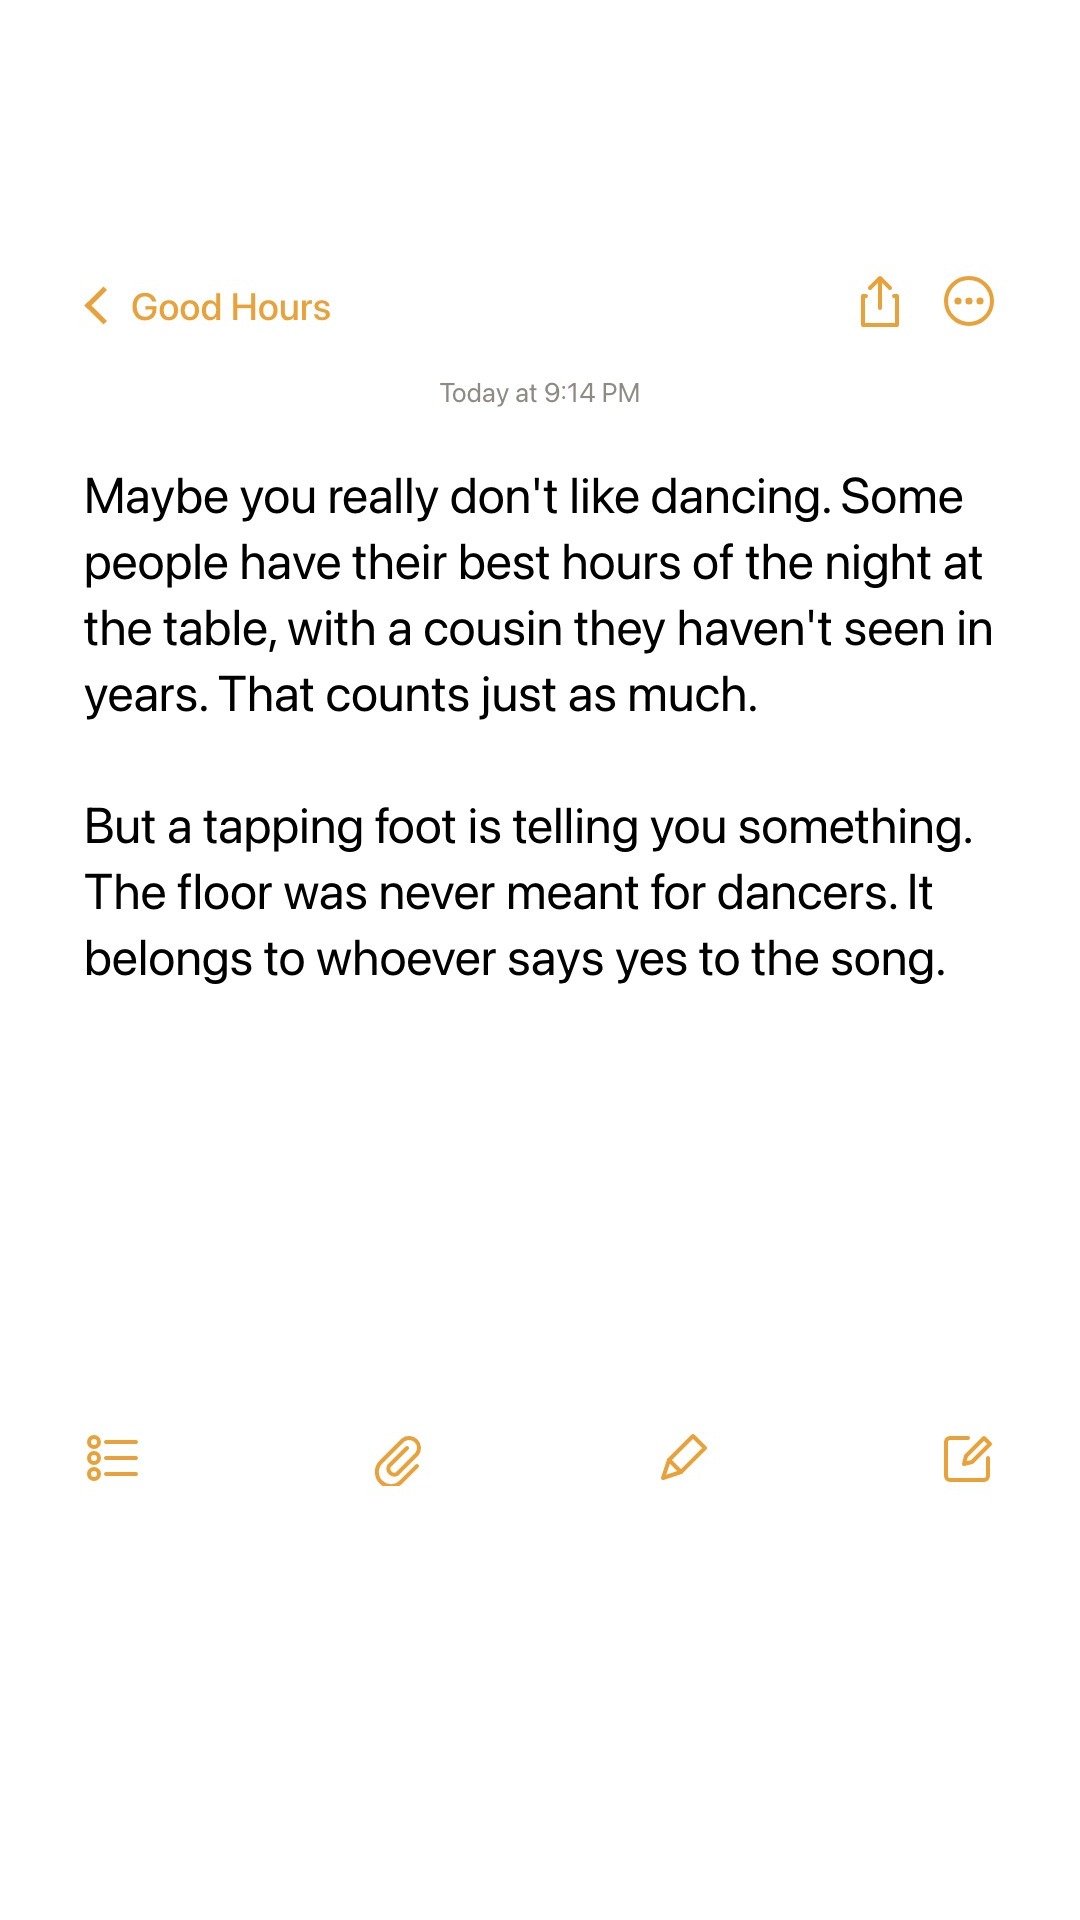 Good Hours
Today at 9:14 PM
Maybe you really don't like dancing. Some
people have their best hours of the night at
the table, with a cousin they haven't seen in
years. That counts just as much.
But a tapping foot is telling you something.
The floor was never meant for dancers. It
belongs to whoever says yes to the song.